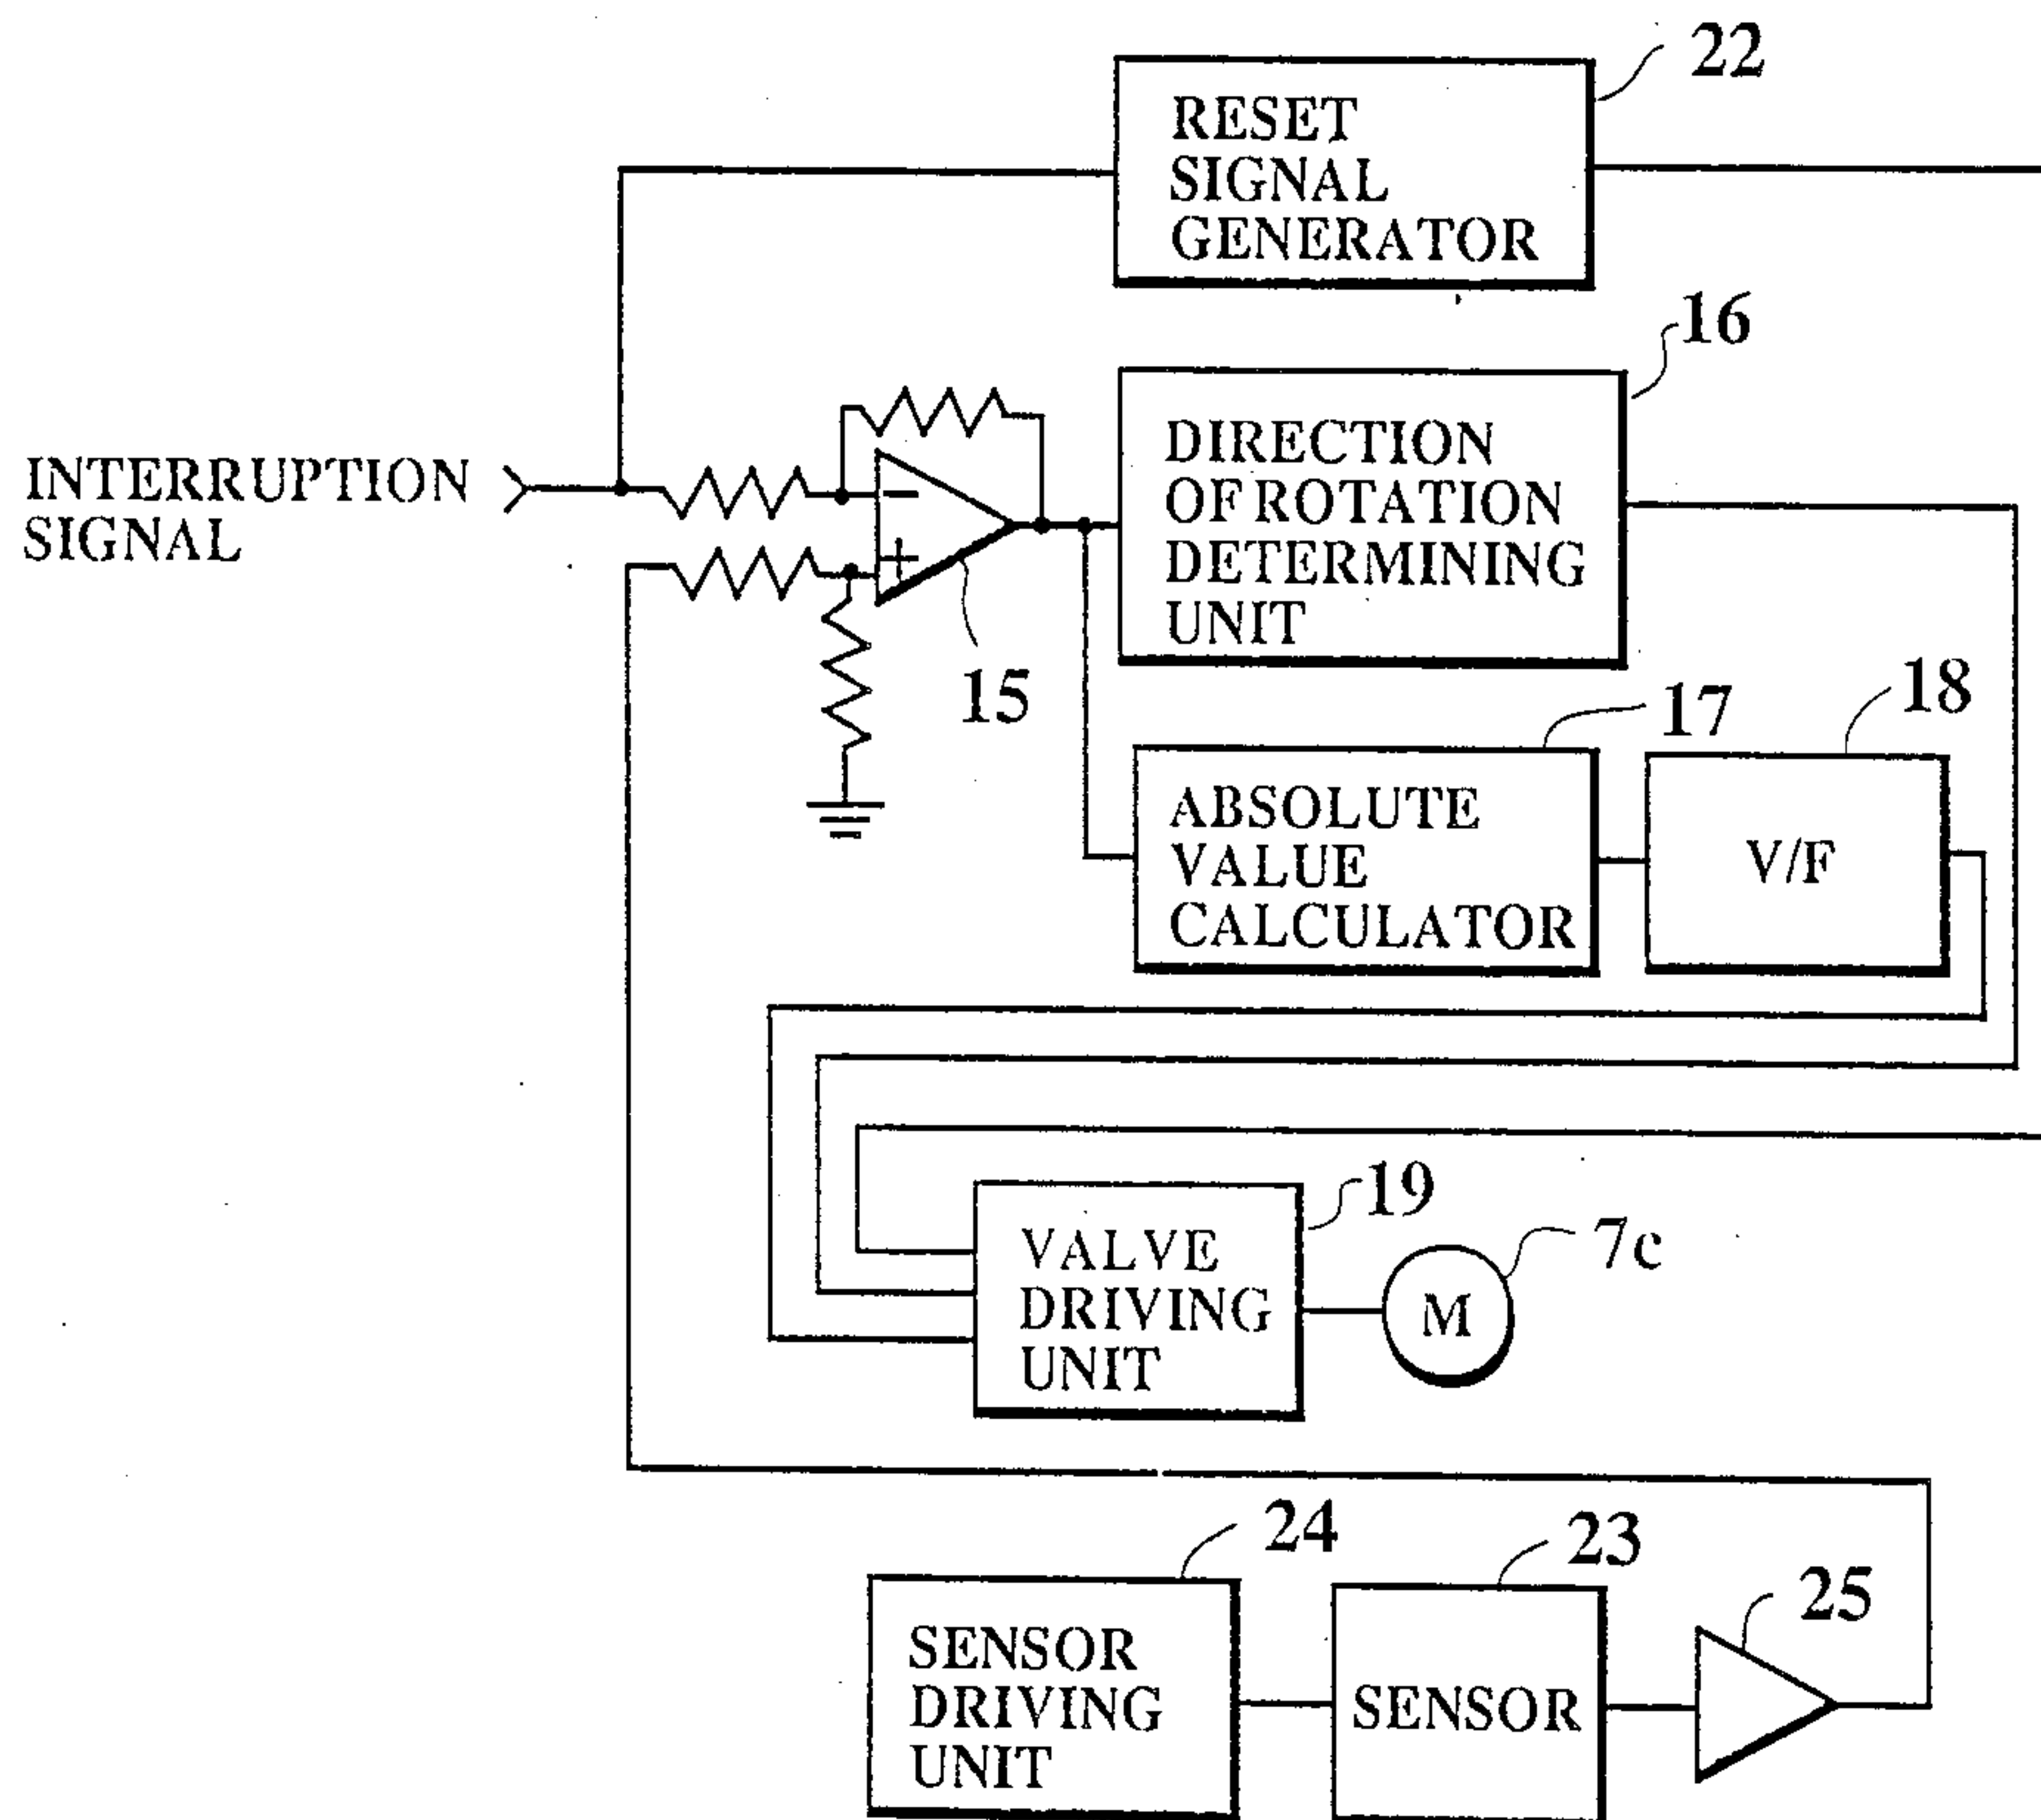 22
RESET
SIGNAL
GENERATOR
16
INTERRUPTION
SIGNAL
DIRECTION
OF ROTATION
DETERMINING
UNIT
−
+
15
17
18
ABSOLUTE
VALUE
CALCULATOR
V/F
19
7c
VALVE
DRIVING
UNIT
M
24
23
25
SENSOR
DRIVING
UNIT
SENSOR